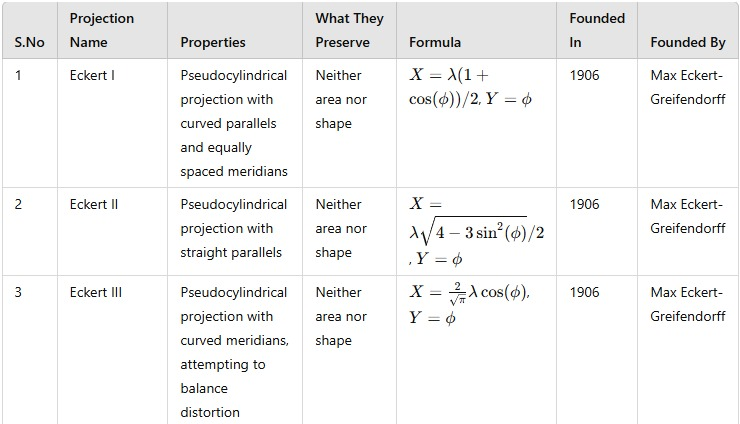 S.No Projection Name Properties What They Preserve Formula Founded In Founded By
1 Eckert I Pseudocylindrical projection with curved parallels and equally spaced meridians Neither area nor shape X = λ(1 + cos(ϕ))/2, Y = ϕ 1906 Max Eckert-Greifendorff
2 Eckert II Pseudocylindrical projection with straight parallels Neither area nor shape X = λ√(4 − 3 sin²(ϕ))/2, Y = ϕ 1906 Max Eckert-Greifendorff
3 Eckert III Pseudocylindrical projection with curved meridians, attempting to balance distortion Neither area nor shape X = 2/√π λ cos(ϕ), Y = ϕ 1906 Max Eckert-Greifendorff